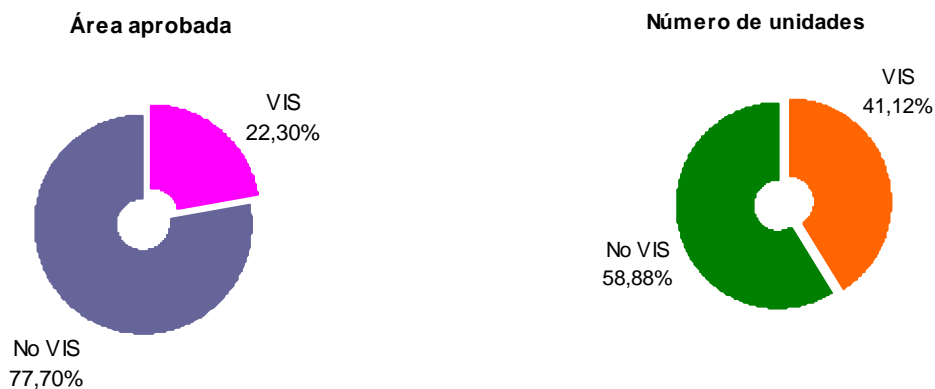 Área aprobada
VIS
22,30%
No VIS
77,70%
Número de unidades
VIS
41,12%
No VIS
58,88%